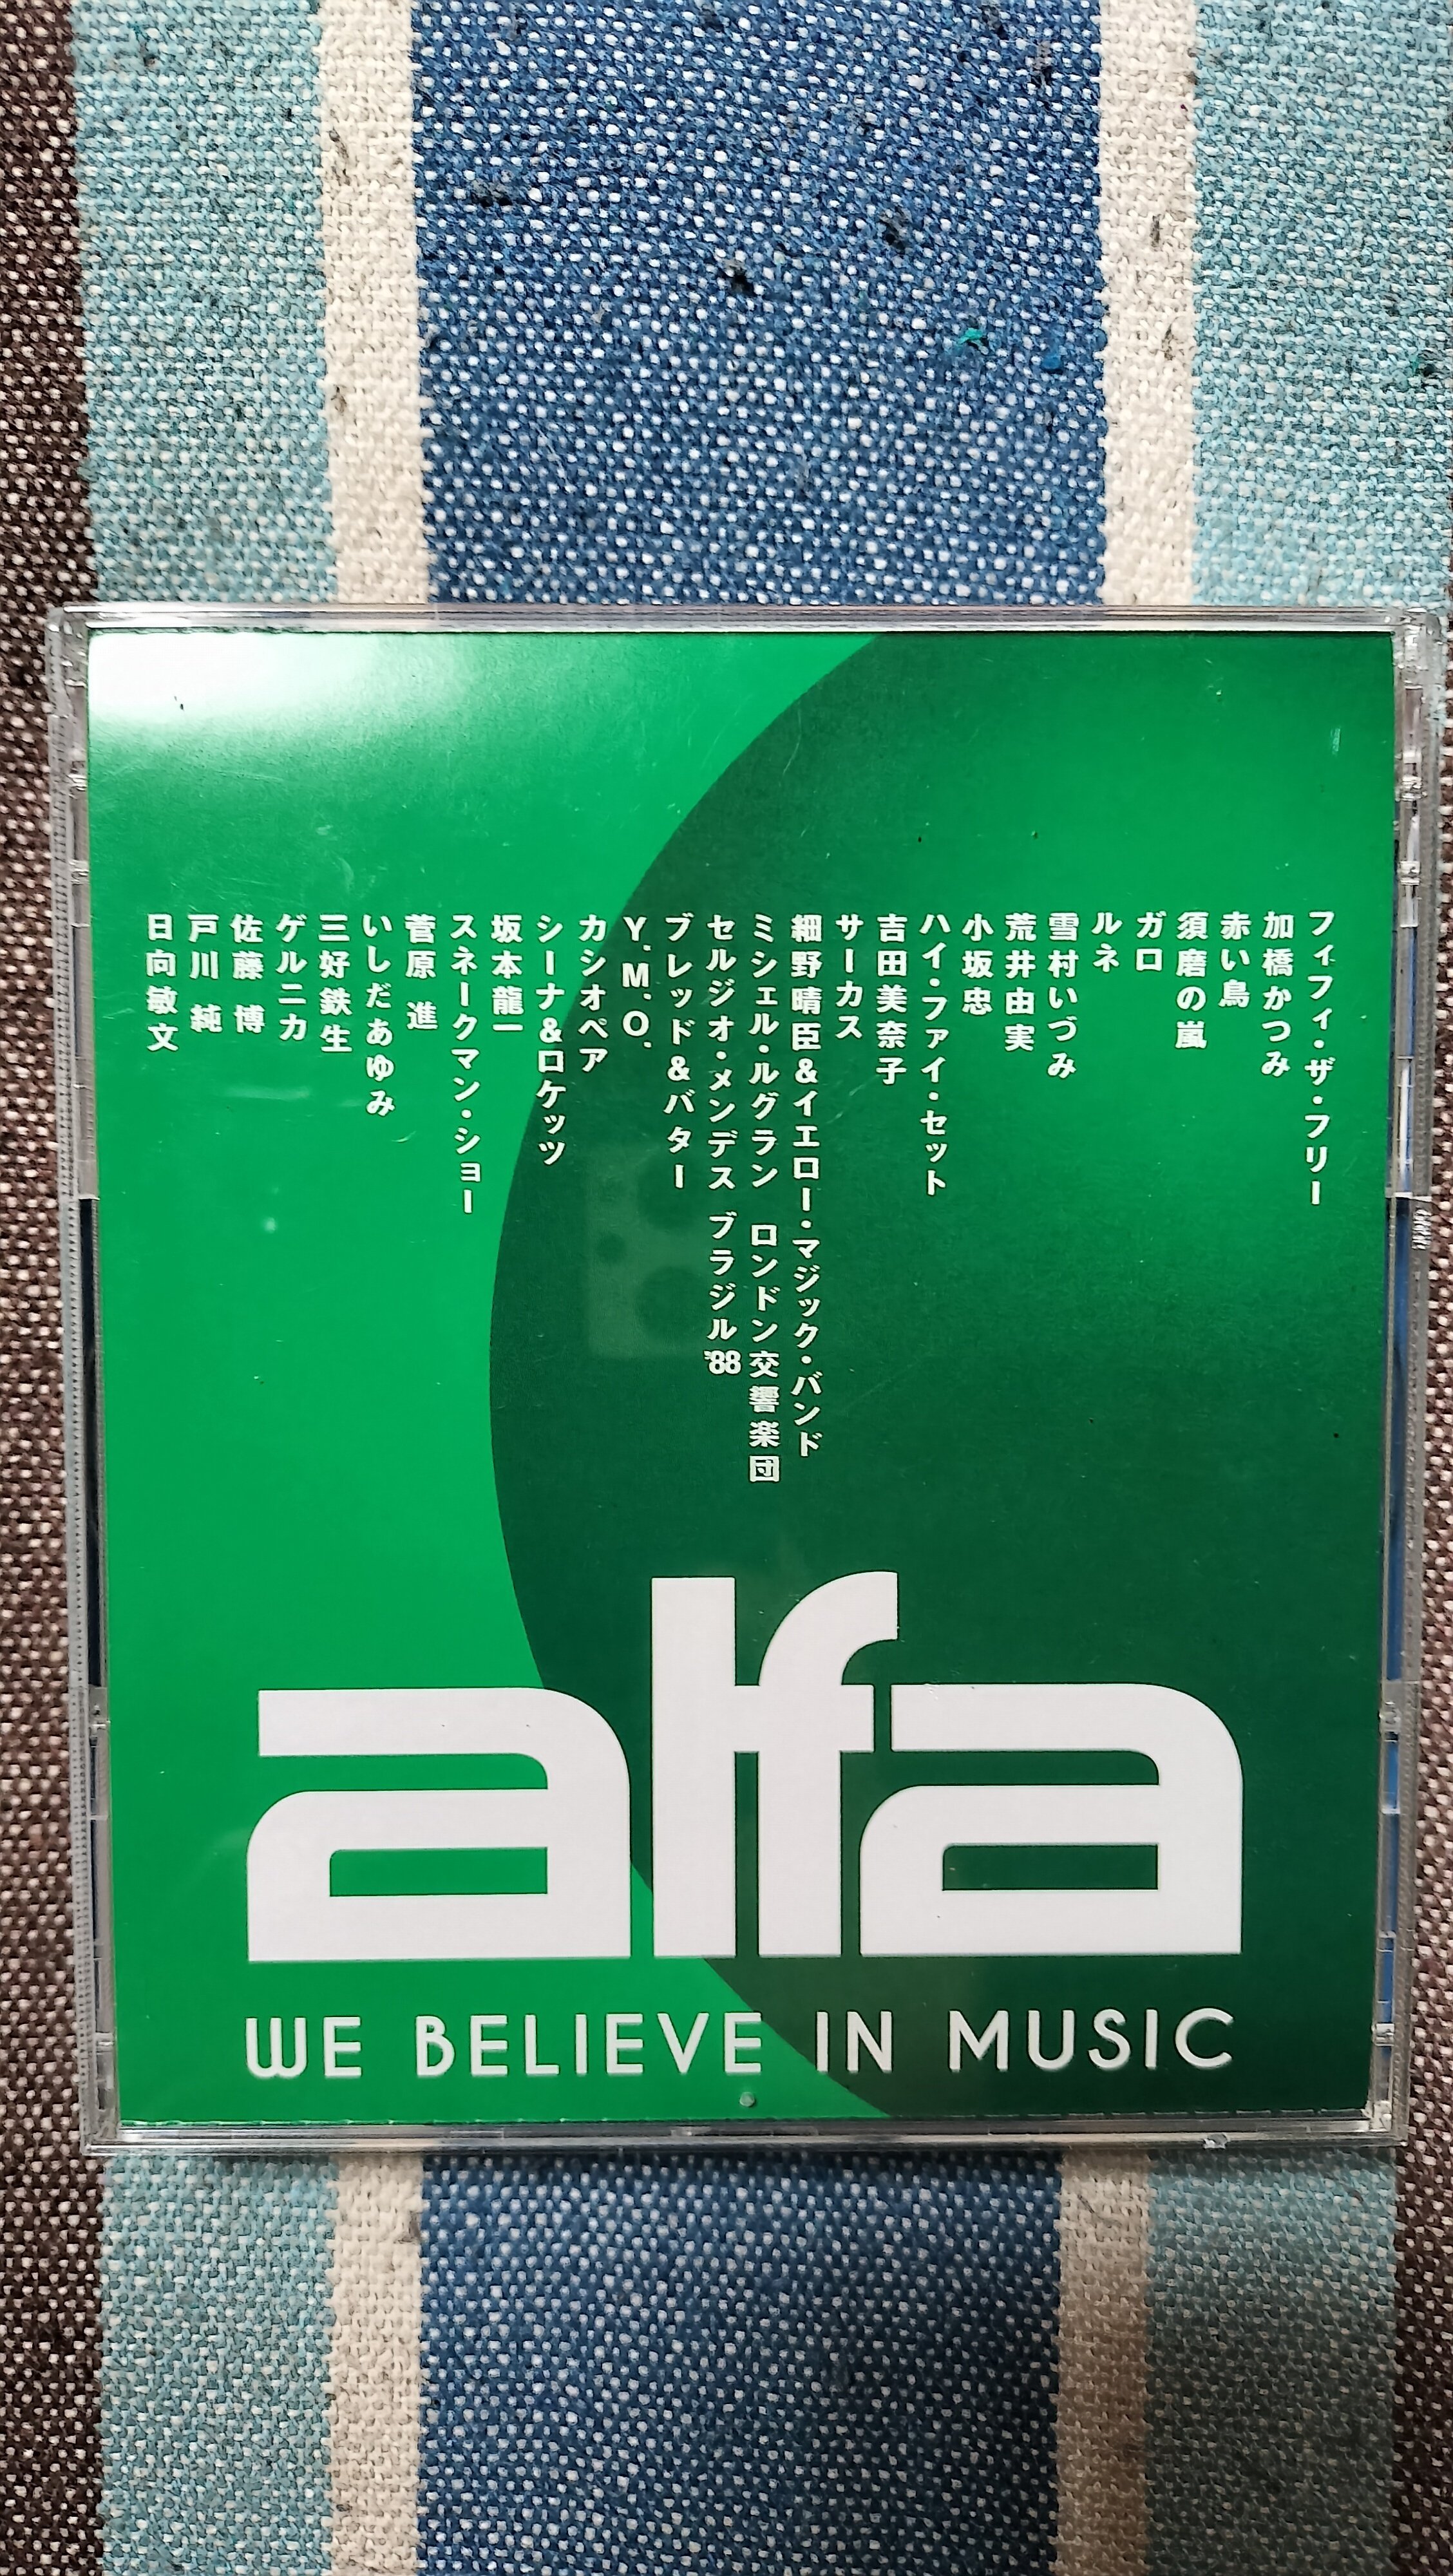 フィフィ・ザ・フリー
加橋かつみ
赤い鳥
須磨の嵐
ガロ
ルネ
雪村いづみ
荒井由実
小坂忠
ハイ・ファイ・セット
吉田美奈子
サーカス
細野晴臣&イエロー・マジック・バンド
ミシェル・ルグラン ロンドン交響楽団
セルジオ・メンデス ブラジル'88
ブレッド&バター
Y.M.O.
カシオペア
シーナ&ロケッツ
坂本龍一
スネークマン・ショー
菅原 進
いしだあゆみ
三好鉄生
ゲルニカ
佐藤 博
戸川 純
日向敏文
alfa
WE BELIEVE IN MUSIC